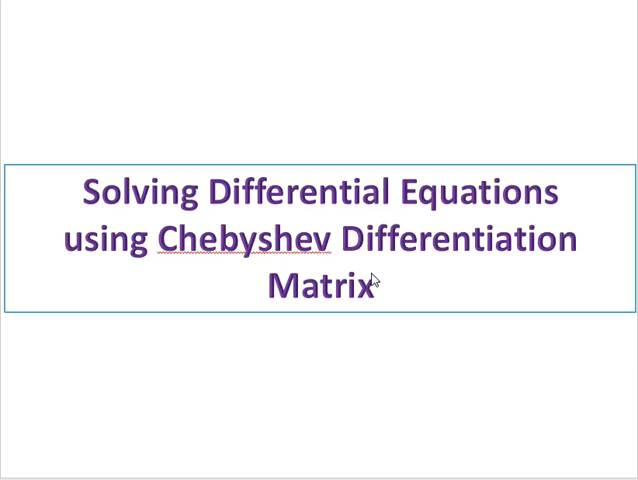 Solving Differential Equations
using Chebyshev Differentiation
Matrix